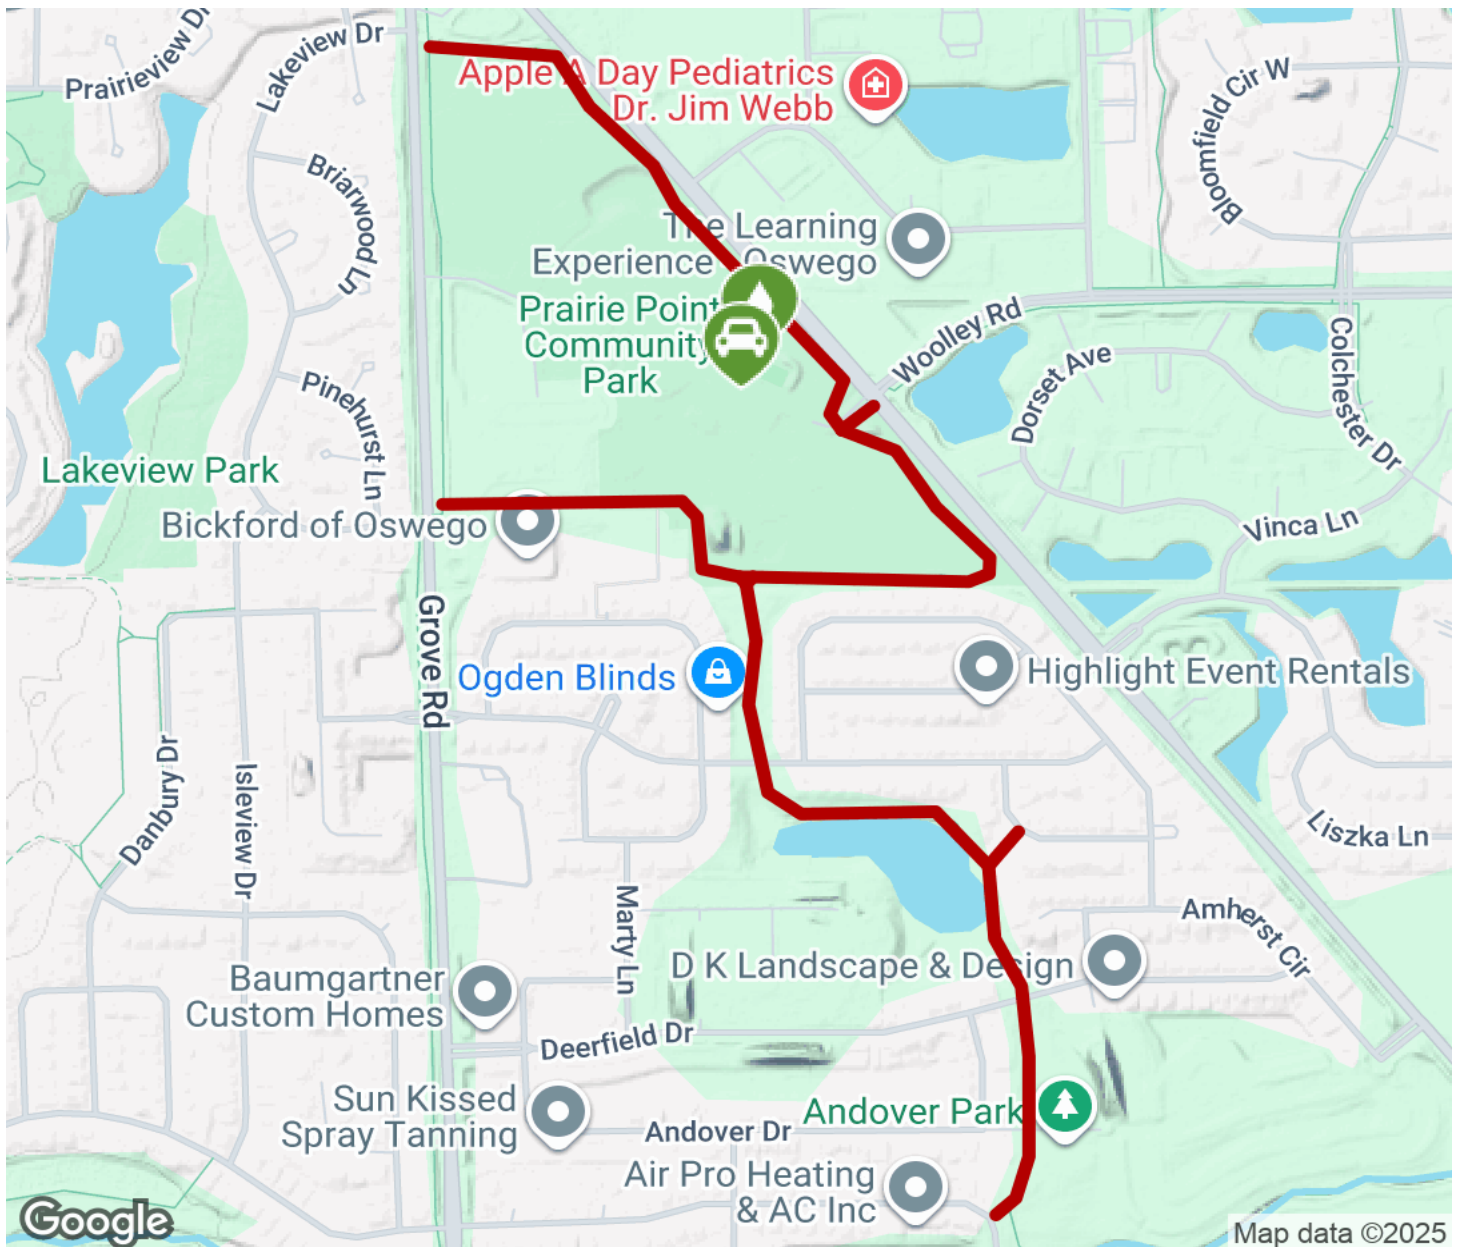 Prairieview Dr
Lakeview Dr
Apple A Day Pediatrics
Dr. Jim Webb
Bloomfield Cir W
Briarwood Ln
The Learning
Experience - Oswego
Prairie Point
Community
Park
Woolley Rd
Dorset Ave
Colchester Dr
Pinehurst Ln
Lakeview Park
Bickford of Oswego
Vinca Ln
Grove Rd
Ogden Blinds
Highlight Event Rentals
Danbury Dr
Isleview Dr
Liszka Ln
Marty Ln
Amherst Cir
D K Landscape & Design
Baumgartner
Custom Homes
Deerfield Dr
Sun Kissed
Spray Tanning
Andover Park
Andover Dr
Air Pro Heating
& AC Inc
Google
Map data ©2025